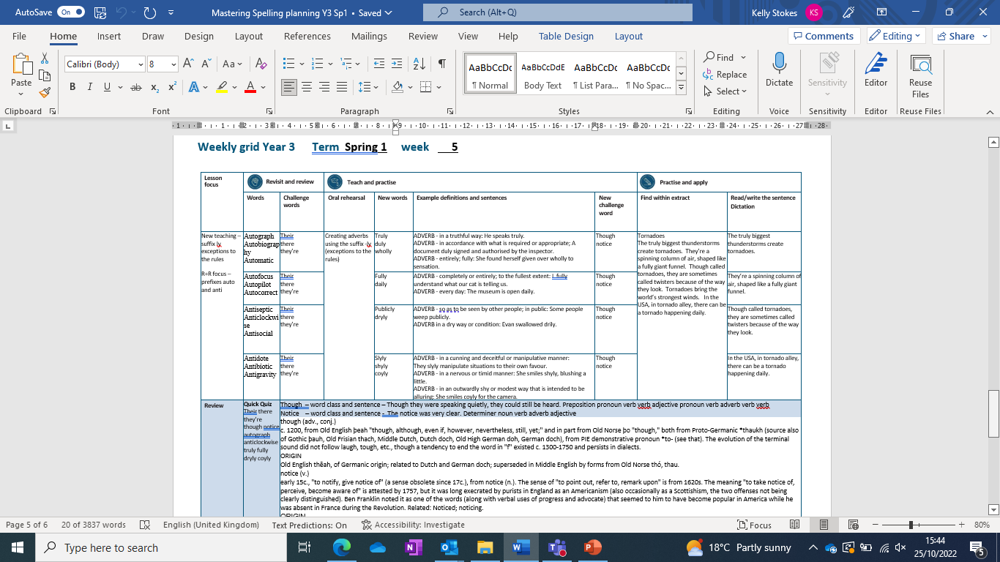 AutoSave On Mastering Spelling planning Y3 Sp1 • Saved Search (Alt+Q) Kelly Stokes KS
File Home Insert Draw Design Layout References Mailings Review View Help Table Design Layout Comments Editing Share
Calibri (Body) 8 A A Aa A AaBbCcDc AaBbCcDdE AaBbCcDc AaBbCcDc Find
Paste B I U ab x₂ x² A A ¶ Normal Body Text ¶ List Para... ¶ No Spac... Replace Dictate Sensitivity Editor Reuse Files
Select
Clipboard Font Paragraph Styles Editing Voice Sensitivity Editor Reuse Files
Weekly grid Year 3 Term Spring 1 week 5
Lesson focus
Revisit and review
Teach and practise
Practise and apply
Words
Challenge words
Oral rehearsal
New words
Example definitions and sentences
New challenge word
Find within extract
Read/write the sentence
Dictation
New teaching –
suffix ly
exceptions to
the rules
R+R focus –
prefixes auto
and anti
Autograph
Autobiograp
hy
Automatic
Their
there
they're
Creating adverbs
using the suffix -ly
(exceptions to the
rules)
Truly
duly
wholly
ADVERB - in a truthful way: He speaks truly.
ADVERB - in accordance with what is required or appropriate; A
document duly signed and authorised by the inspector.
ADVERB - entirely; fully: She found herself given over wholly to
sensation.
Though
notice
Tornadoes
The truly biggest thunderstorms
create tornadoes. They're a
spinning column of air, shaped like
a fully giant funnel. Though called
tornadoes, they are sometimes
called twisters because of the way
they look. Tornadoes bring the
world's strongest winds. In the
USA, in tornado alley, there can be
a tornado happening daily.
The truly biggest
thunderstorms create
tornadoes.
Autofocus
Autopilot
Autocorrect
Their
there
they're
Fully
daily
ADVERB - completely or entirely; to the fullest extent: I fully
understand what our cat is telling us.
ADVERB - every day: The museum is open daily.
Though
notice
They're a spinning column of
air, shaped like a fully giant
funnel.
Antiseptic
Anticlockwi
se
Antisocial
Their
there
they're
Publicly
dryly
ADVERB - so as to be seen by other people; in public: Some people
weep publicly.
ADVERB in a dry way or condition: Evan swallowed drily.
Though
notice
Though called tornadoes,
they are sometimes called
twisters because of the way
they look.
Antidote
Antibiotic
Antigravity
Their
there
they're
Slyly
shyly
coyly
ADVERB - in a cunning and deceitful or manipulative manner:
They slyly manipulate situations to their own favour.
ADVERB - in a nervous or timid manner: She smiles shyly, blushing a
little.
ADVERB - in an outwardly shy or modest way that is intended to be
alluring: She smiles coyly for the camera.
Though
notice
In the USA, in tornado alley,
there can be a tornado
happening daily.
Review
Quick Quiz
Their there
they're
though notice
autograph
anticlockwise
truly fully
dryly coyly
Though – word class and sentence – Though they were speaking quietly, they could still be heard. Preposition pronoun verb verb adjective pronoun verb adverb verb verb
Notice – word class and sentence - The notice was very clear. Determiner noun verb adverb adjective
though (adv., conj.)
c. 1200, from Old English þeah "though, although, even if, however, nevertheless, still, yet;" and in part from Old Norse þo "though," both from Proto-Germanic *thaukh (source also
of Gothic þauh, Old Frisian thach, Middle Dutch, Dutch doch, Old High German doh, German doch), from PIE demonstrative pronoun *to- (see that). The evolution of the terminal
sound did not follow laugh, tough, etc., though a tendency to end the word in "f" existed c. 1300-1750 and persists in dialects.
ORIGIN
Old English thēah, of Germanic origin; related to Dutch and German doch; superseded in Middle English by forms from Old Norse thó, thau.
notice (v.)
early 15c., "to notify, give notice of" (a sense obsolete since 17c.), from notice (n.). The sense of "to point out, refer to, remark upon" is from 1620s. The meaning "to take notice of,
perceive, become aware of" is attested by 1757, but it was long execrated by purists in England as an Americanism (also occasionally as a Scottishism, the two offenses not being
clearly distinguished). Ben Franklin noted it as one of the words (along with verbal uses of progress and advocate) that seemed to him to have become popular in America while he
was absent in France during the Revolution. Related: Noticed; noticing.
ORIGIN
Page 5 of 6 20 of 3837 words English (United Kingdom) Text Predictions: On Accessibility: Investigate Focus 80%
Type here to search 18°C Partly sunny 15:44
25/10/2022 5